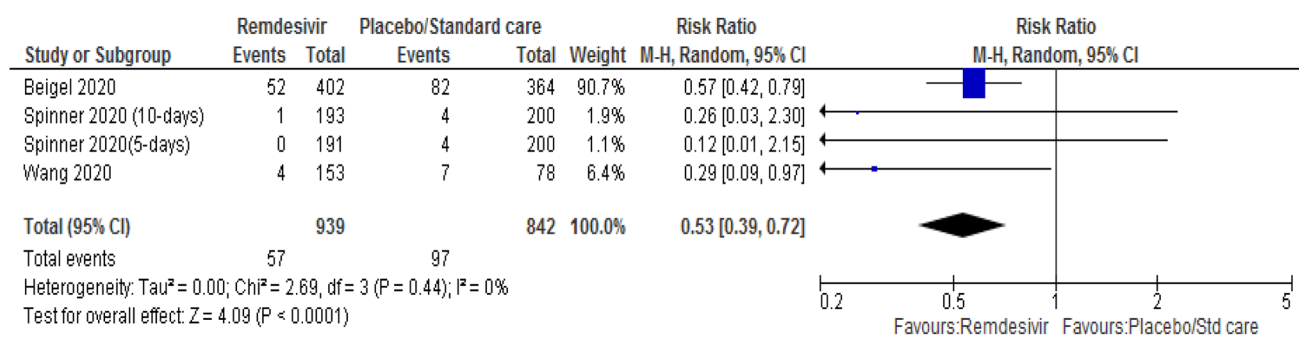 Remdesivir Placebo/Standard care Risk Ratio Risk Ratio
Study or Subgroup Events Total Events Total Weight M-H, Random, 95% CI M-H, Random, 95% CI
Beigel 2020 52 402 82 364 90.7% 0.57 [0.42, 0.79]
Spinner 2020 (10-days) 1 193 4 200 1.9% 0.26 [0.03, 2.30]
Spinner 2020(5-days) 0 191 4 200 1.1% 0.12 [0.01, 2.15]
Wang 2020 4 153 7 78 6.4% 0.29 [0.09, 0.97]
Total (95% CI) 939 842 100.0% 0.53 [0.39, 0.72]
Total events 57 97
Heterogeneity: Tau² = 0.00; Chi² = 2.69, df = 3 (P = 0.44); I² = 0%
Test for overall effect: Z = 4.09 (P < 0.0001)
0.2 0.5 1 2 5
Favours:Remdesivir Favours:Placebo/Std care